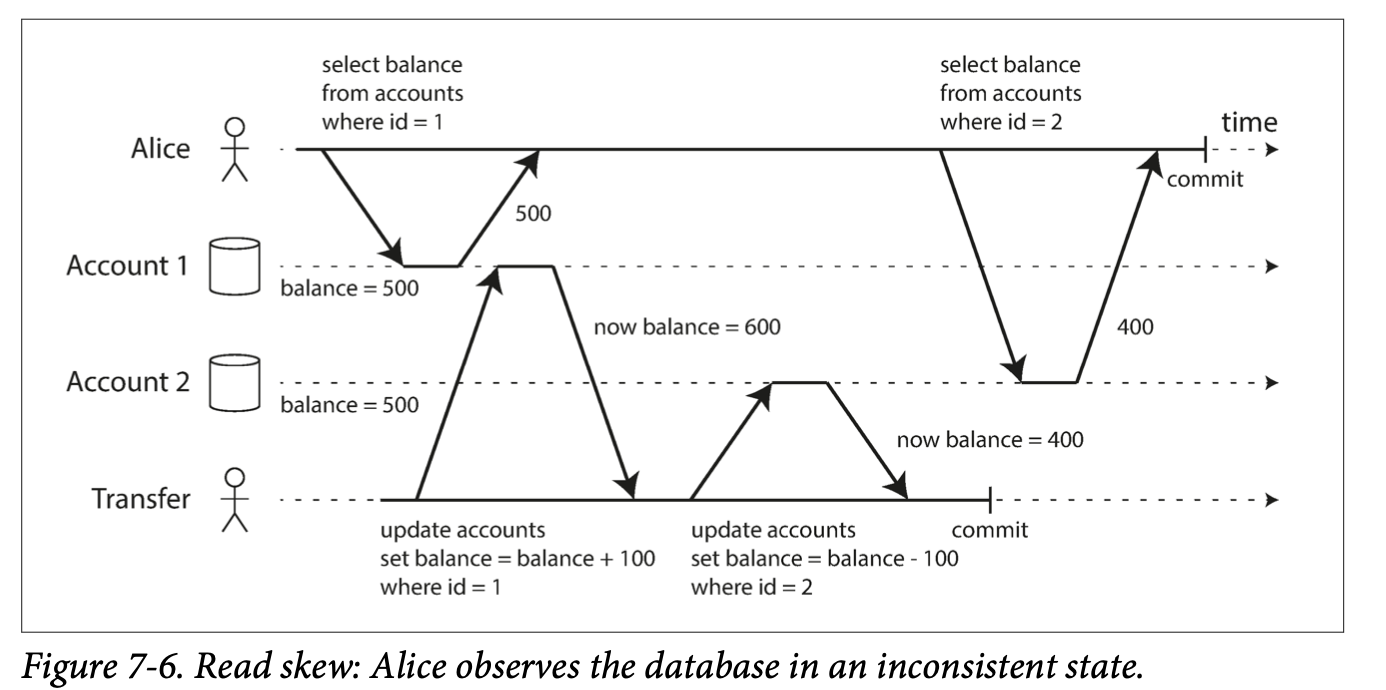 select balance
from accounts
where id = 1
select balance
from accounts
where id = 2
time
Alice
commit
500
Account 1
balance = 500
now balance = 600
400
Account 2
balance = 500
now balance = 400
Transfer
update accounts
set balance = balance + 100
where id = 1
update accounts
set balance = balance - 100
where id = 2
commit
Figure 7-6. Read skew: Alice observes the database in an inconsistent state.